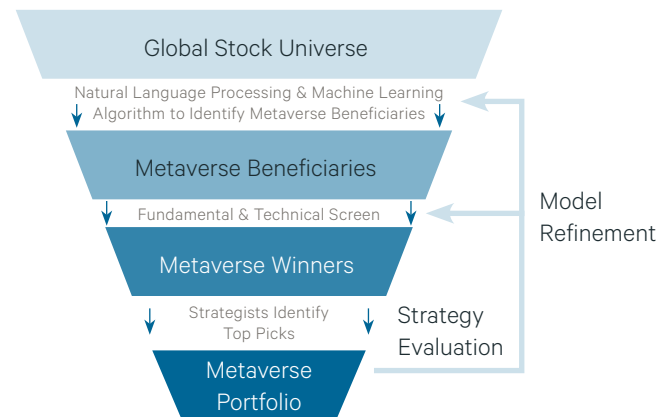 Global Stock Universe
Natural Language Processing & Machine Learning
Algorithm to Identify Metaverse Beneficiaries
Metaverse Beneficiaries
Fundamental & Technical Screen
Model
Refinement
Metaverse Winners
Strategists Identify
Top Picks
Strategy
Evaluation
Metaverse
Portfolio